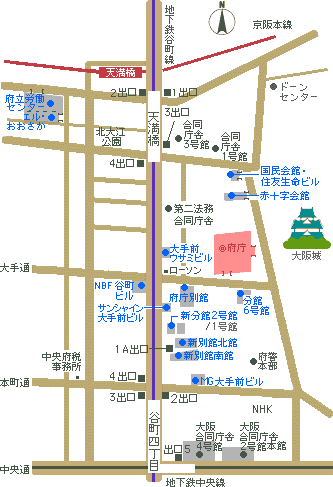 地下鉄谷町線
N
京阪本線
天満橋
2出口
1出口
3出口
府立労働
センター
エル・
おおさか
ドーン
センター
天満橋
北大江
公園
合同
庁舎
3号館
合同
庁舎
1号館
4出口
国民会館・
住友生命ビル
赤十字会館
第二法務
合同庁舎
大手前
ウサミビル
◎府庁
大阪城
大手通
ローソン
NBF谷町
ビル
府庁別館
分館
6号館
サンシャイン
大手前ビル
新分館2号館
/1号館
新別館北館
1A出口
新別館南館
中央府税
事務所
府警
本部
4出口
MG大手前ビル
本町通
3出口
2出口
NHK
谷町四丁目
大阪
合同庁舎
4号館
大阪
合同庁舎
2号館本館
出口5
中央通
中央通
地下鉄中央線